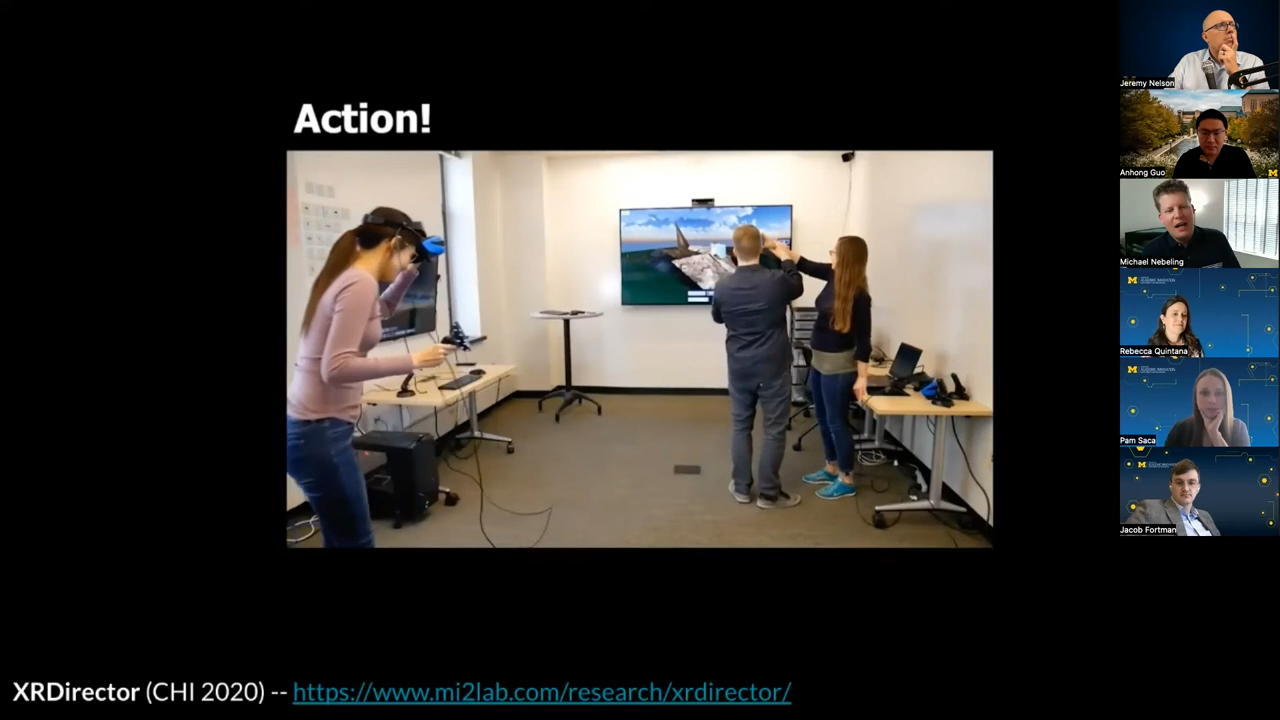 Action!
XRDirector (CHI 2020) -- https://www.mi2lab.com/research/xrdirector/
Jeremy Nelson
Anhong Guo
Michael Nebeling
Rebecca Quintana
Pam Saca
Jacob Fortman